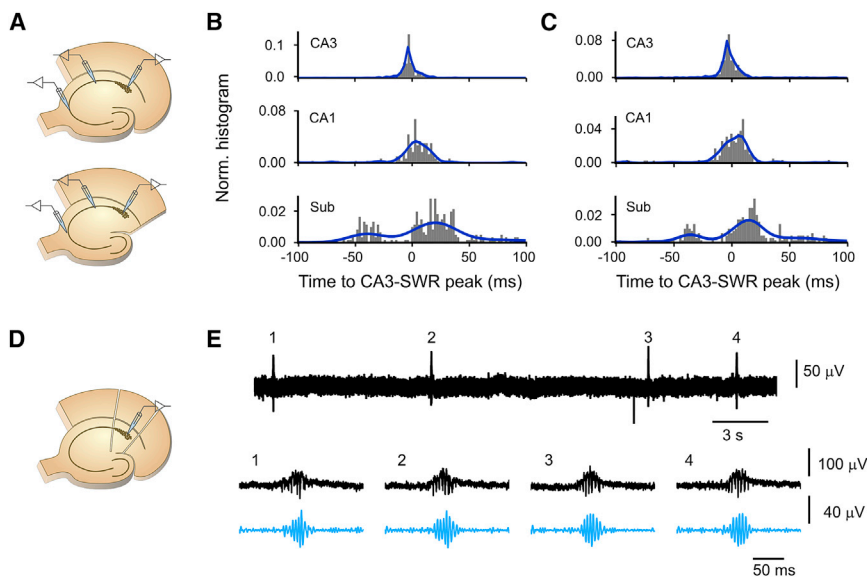 A
B
C
CA3
CA3
0.1
0.0
0.08
0.00
Norm. histogram
CA1
CA1
0.08
0.00
0.04
0.00
Sub
Sub
0.02
0.00
0.02
0.00
-100 -50 0 50 100
-100 -50 0 50 100
Time to CA3-SWR peak (ms)
Time to CA3-SWR peak (ms)
D
E
1 2 3 4
50 µV
3 s
1 2 3 4
100 µV
40 µV
50 ms